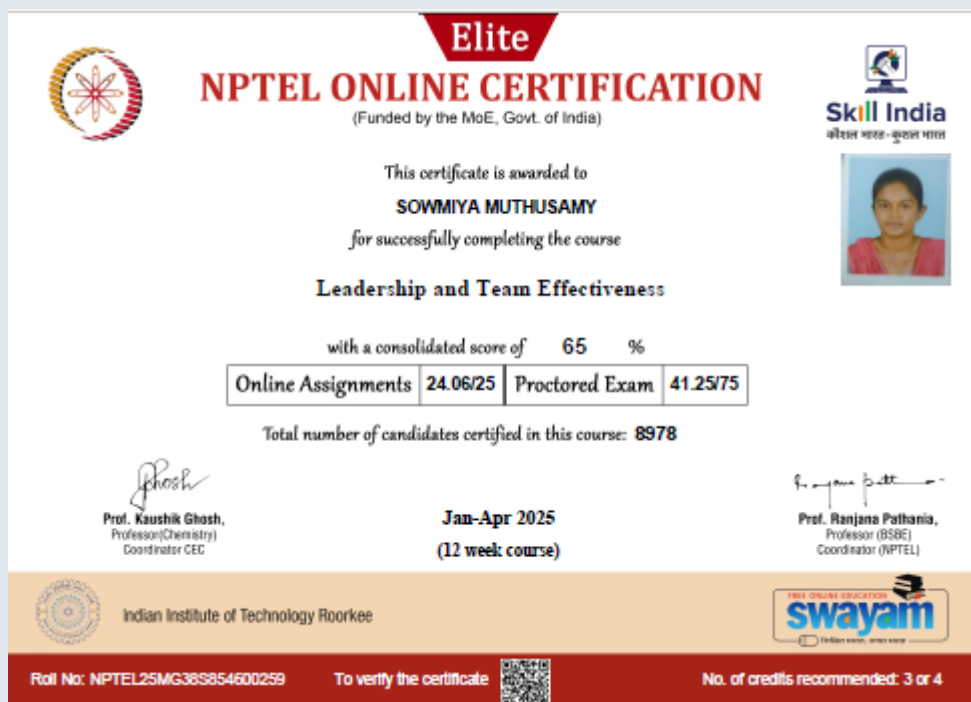 Elite
NPTEL ONLINE CERTIFICATION
(Funded by the MoE, Govt. of India)
Skill India
कौशल भारत - कुशल भारत
This certificate is awarded to
SOWMIYA MUTHUSAMY
for successfully completing the course
Leadership and Team Effectiveness
with a consolidated score of 65 %
Online Assignments 24.06/25 Proctored Exam 41.25/75
Total number of candidates certified in this course: 8978
Prof. Kaushik Ghosh,
Professor(Chemistry)
Coordinator CEC
Jan-Apr 2025
(12 week course)
Prof. Ranjana Pathania,
Professor (BSBE)
Coordinator (NPTEL)
Indian Institute of Technology Roorkee
FREE ONLINE EDUCATION
swayam
Roll No: NPTEL25MG38S854600259 To verify the certificate No. of credits recommended: 3 or 4